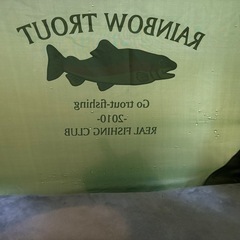 RAINBOW TROUT
Go trout-fishing
-2010-
REAL FISHING CLUB